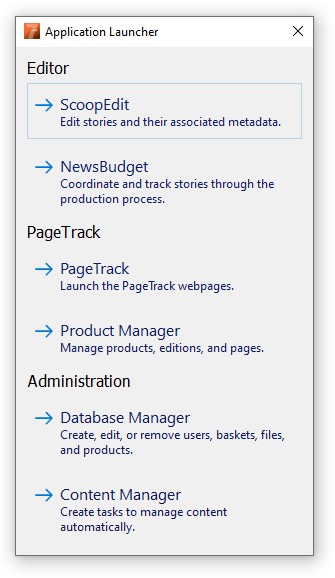 Application Launcher
Editor
ScoopEdit
Edit stories and their associated metadata.
NewsBudget
Coordinate and track stories through the
production process.
PageTrack
PageTrack
Launch the PageTrack webpages.
Product Manager
Manage products, editions, and pages.
Administration
Database Manager
Create, edit, or remove users, baskets, files,
and products.
Content Manager
Create tasks to manage content
automatically.